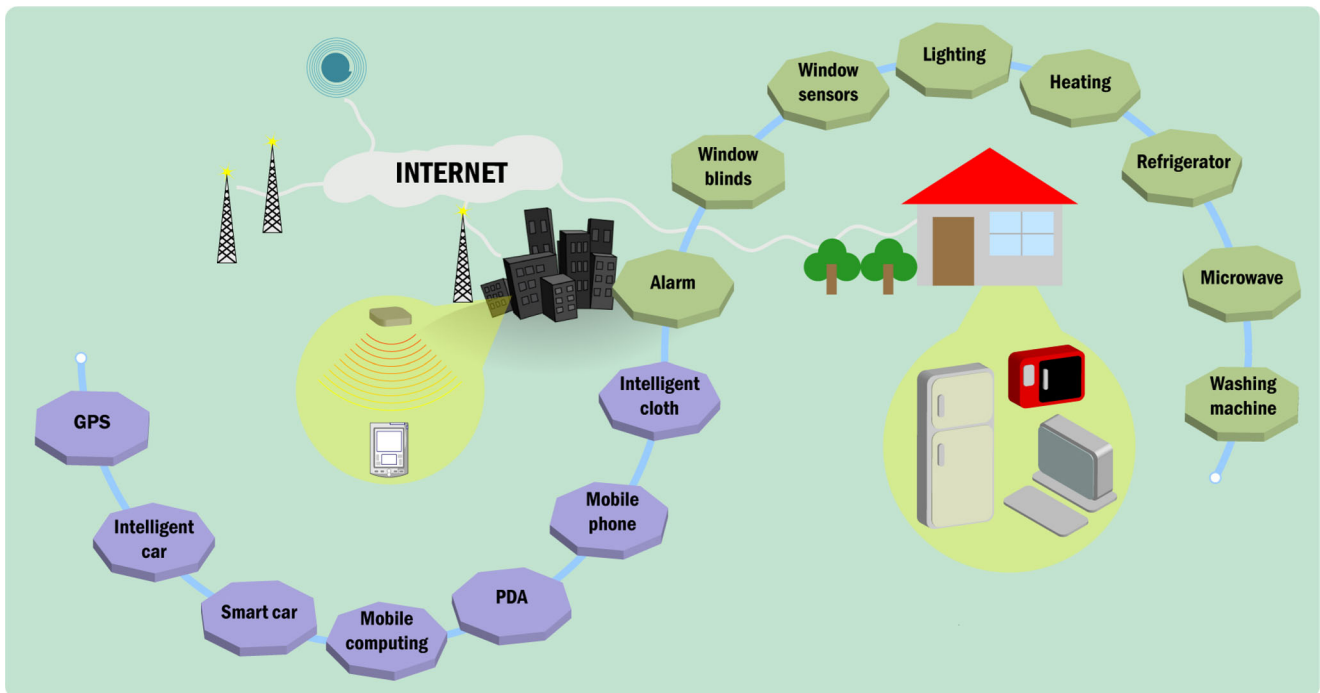 INTERNET
Lighting
Window
sensors
Heating
Window
blinds
Refrigerator
Alarm
Microwave
Washing
machine
Intelligent
cloth
GPS
Mobile
phone
Intelligent
car
PDA
Smart car
Mobile
computing